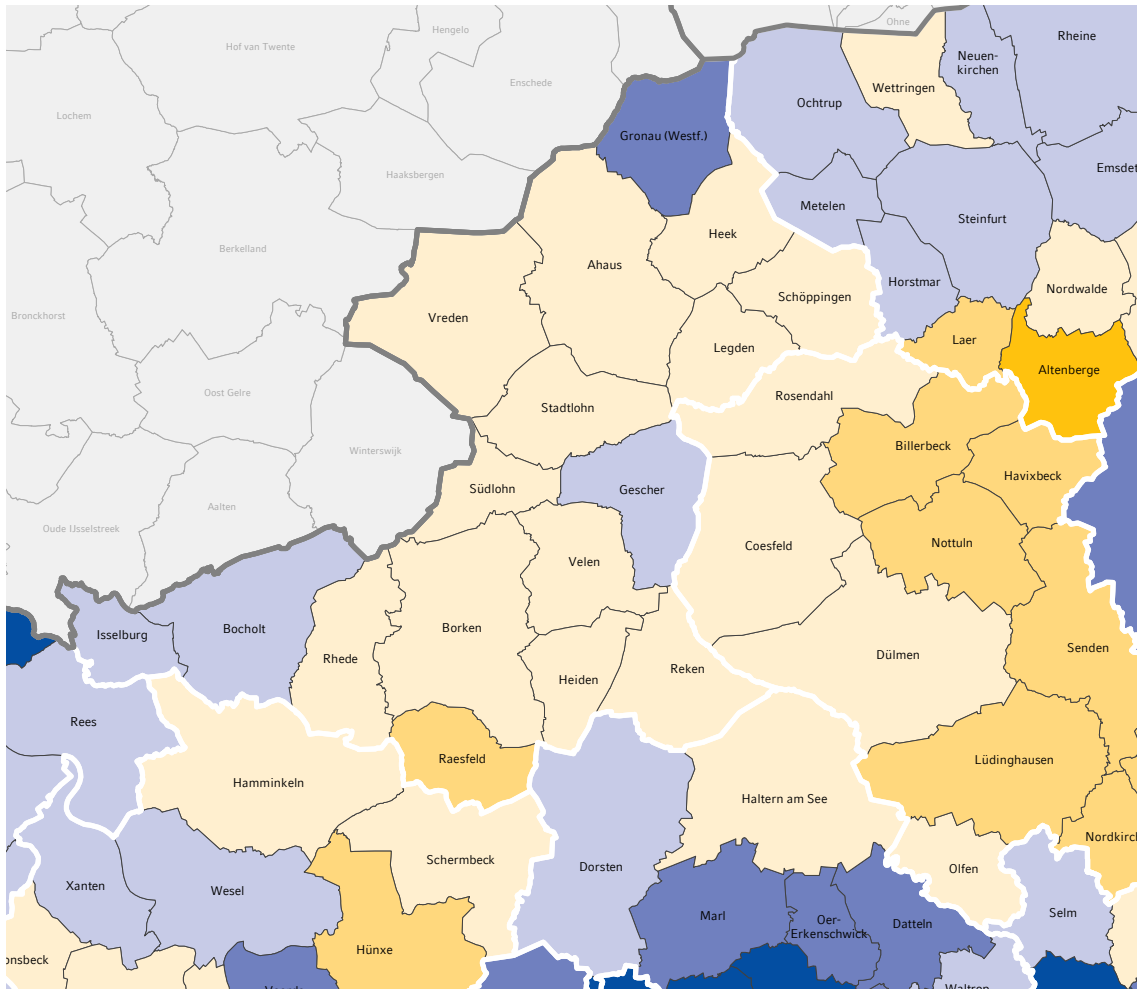 Ohne
Hengelo
Rheine
Hof van Twente
Neuen-
kirchen
Enschede
Wettringen
Ochtrup
Lochem
Gronau (Westf.)
Emsdet
Haaksbergen
Metelen
Steinfurt
Heek
Berkelland
Ahaus
Horstmar
Nordwalde
Schöppingen
Bronckhorst
Vreden
Laer
Legden
Altenberge
Oost Gelre
Rosendahl
Stadtlohn
Billerbeck
Winterswijk
Havixbeck
Südlohn
Gescher
Aalten
Oude IJsselstreek
Nottuln
Coesfeld
Velen
Bocholt
Borken
Isselburg
Senden
Dülmen
Rhede
Reken
Heiden
Rees
Raesfeld
Lüdinghausen
Hamminkeln
Haltern am See
Nordkirch
Schermbeck
Dorsten
Olfen
Xanten
Wesel
Selm
Marl
Oer-
Erkenschwick
Datteln
Hünxe
onsbeck
Waltrop